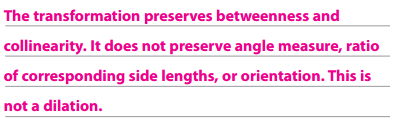 The transformation preserves betweenness and
collinearity. It does not preserve angle measure, ratio
of corresponding side lengths, or orientation. This is
not a dilation.